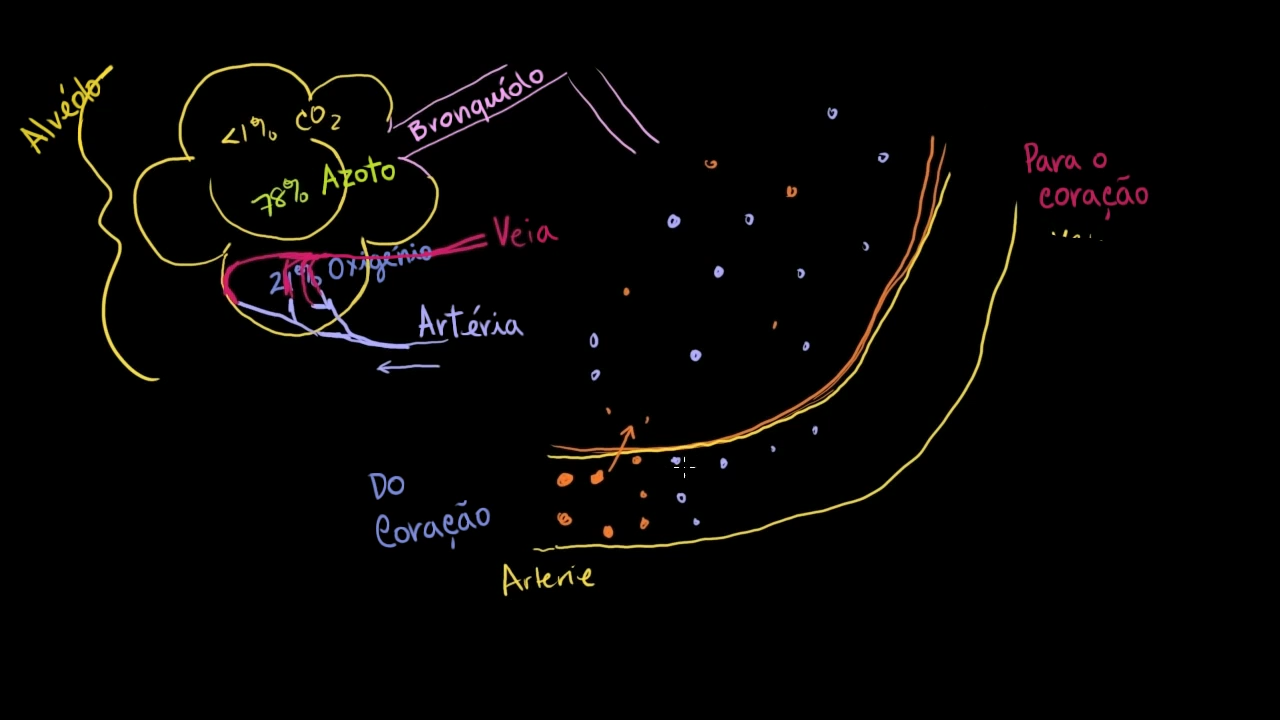 Alvéolo
<1% CO2
78% Azoto
21% Oxigénio
Bronquíolo
Veia
Artéria
Para o
coração
Do
Coração
Arterie